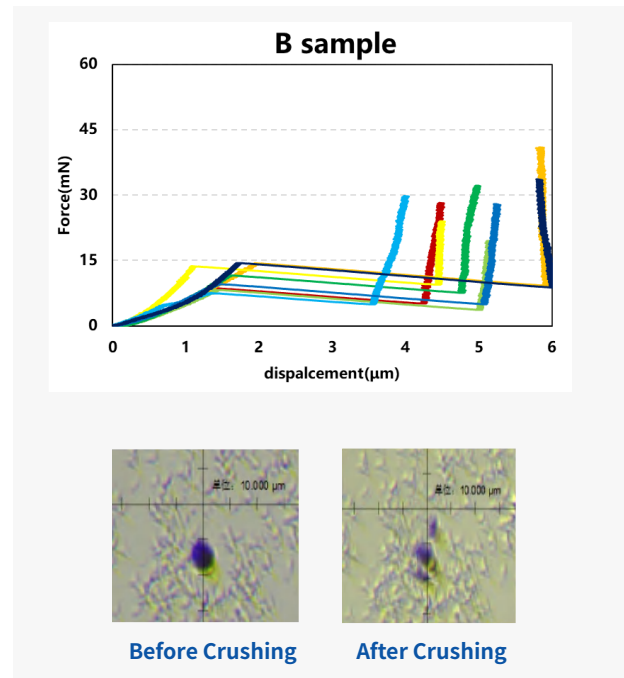 B sample
60
45
30
15
0
Force(mN)
0 1 2 3 4 5 6
dispalcement(μm)
单位: 10.000 μm
单位: 10.000 μm
Before Crushing
After Crushing